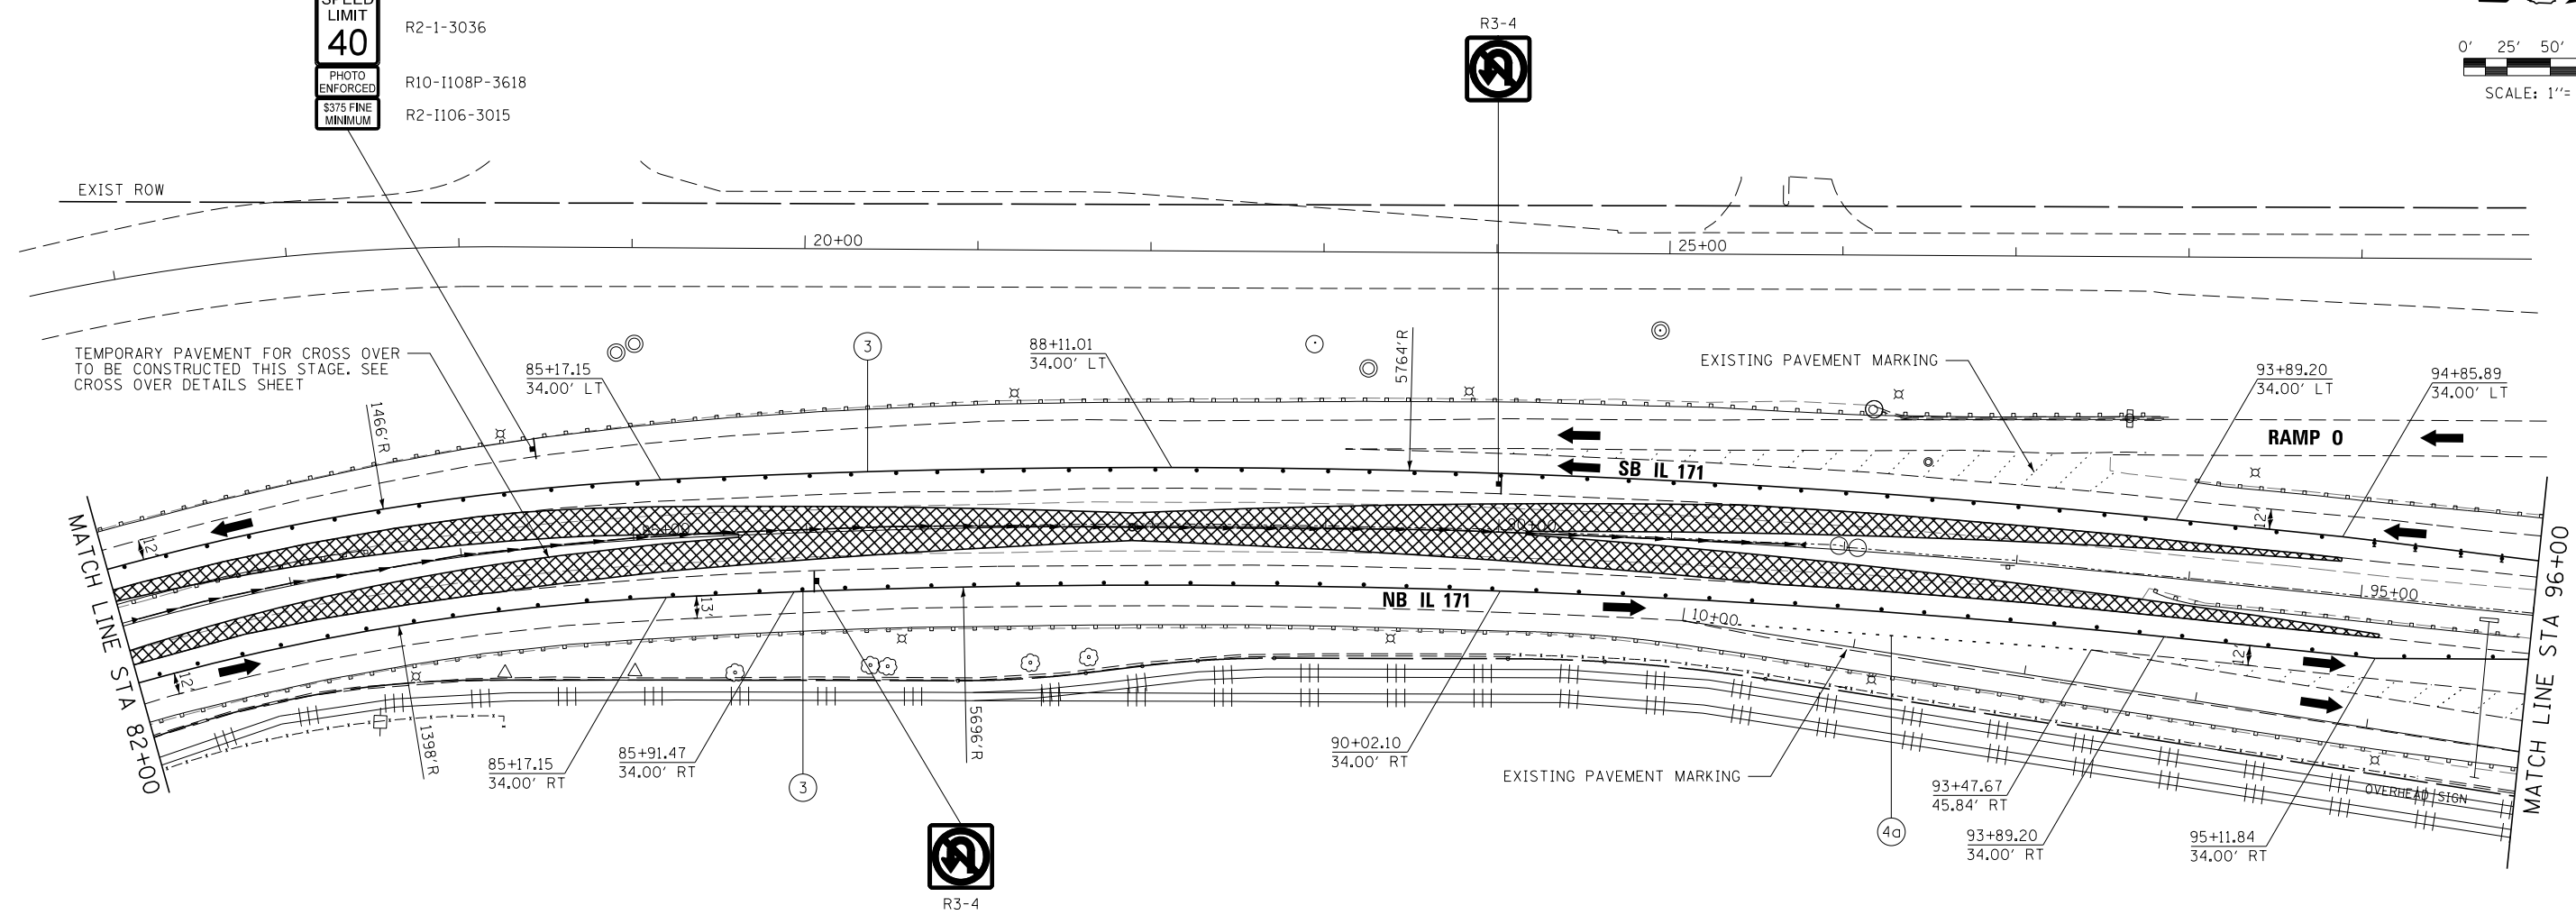 SPEED
LIMIT
40
R2-1-3036
PHOTO
ENFORCED
R10-I108P-3618
$375 FINE
MINIMUM
R2-I106-3015
R3-4
0' 25' 50'
SCALE: 1"=
EXIST ROW
20+00
25+00
TEMPORARY PAVEMENT FOR CROSS OVER
TO BE CONSTRUCTED THIS STAGE. SEE
CROSS OVER DETAILS SHEET
1466'R
85+17.15
34.00' LT
3
88+11.01
34.00' LT
5764'R
EXISTING PAVEMENT MARKING
93+89.20
34.00' LT
94+85.89
34.00' LT
RAMP O
SB IL 171
MATCH LINE STA 82+00
12'
85+00
90+00
12'
95+00
MATCH LINE STA 96+00
13'
NB IL 171
10+00
12'
12'
1398'R
85+17.15
34.00' RT
85+91.47
34.00' RT
3
5696'R
90+02.10
34.00' RT
EXISTING PAVEMENT MARKING
4a
93+47.67
45.84' RT
93+89.20
34.00' RT
95+11.84
34.00' RT
OVERHEAD SIGN
R3-4